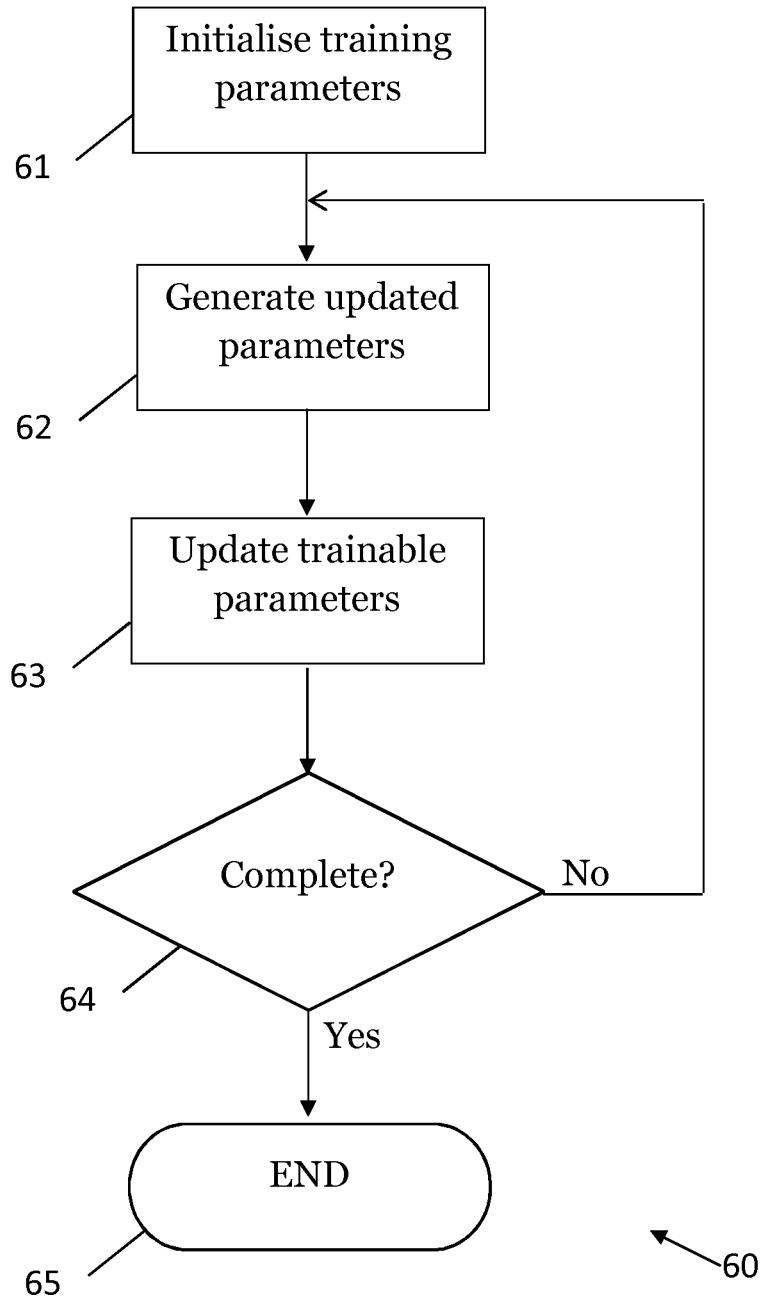 Initialise training
parameters
61
Generate updated
parameters
62
Update trainable
parameters
63
Complete?
No
64
Yes
END
60
65